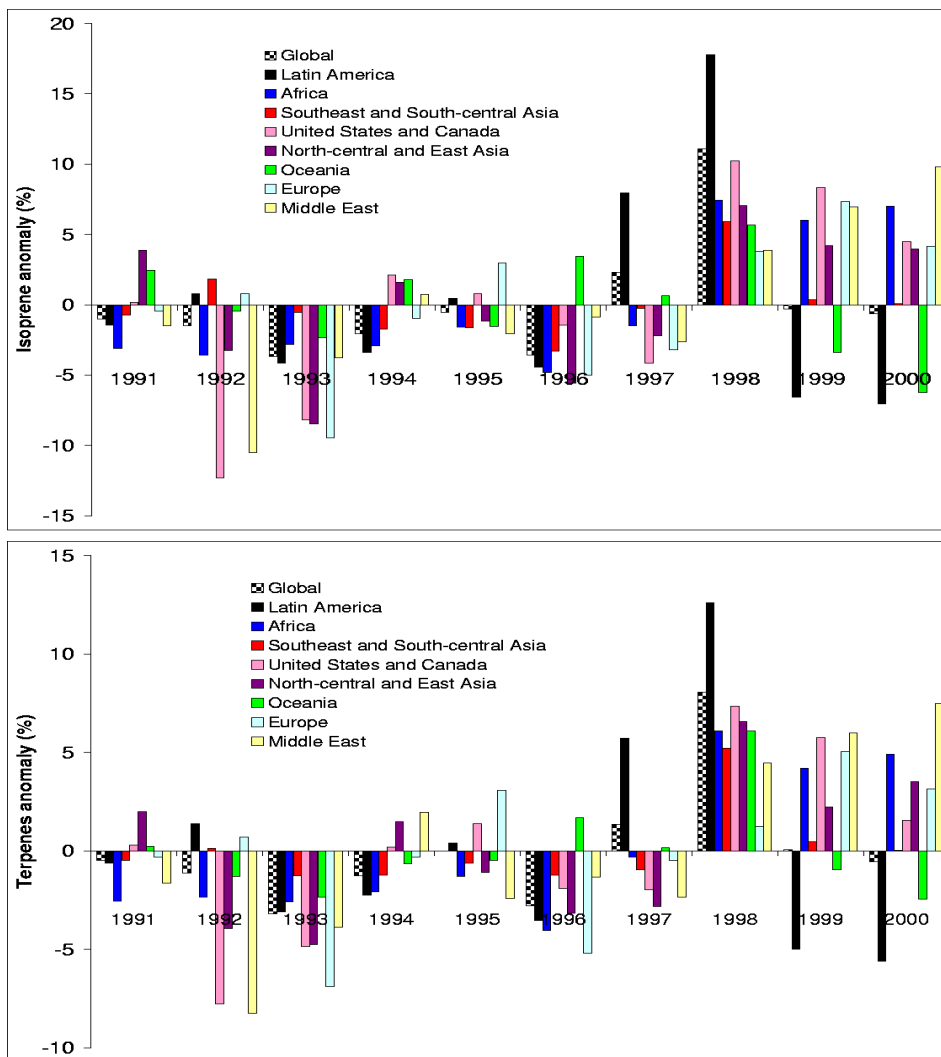 20
15
10
5
0
-5
-10
-15
Isoprene anomaly (%)
Global
Latin America
Africa
Southeast and South-central Asia
United States and Canada
North-central and East Asia
Oceania
Europe
Middle East
1991 1992 1993 1994 1995 1996 1997 1998 1999 2000
15
10
5
0
-5
-10
Terpenes anomaly (%)
Global
Latin America
Africa
Southeast and South-central Asia
United States and Canada
North-central and East Asia
Oceania
Europe
Middle East
1991 1992 1993 1994 1995 1996 1997 1998 1999 2000